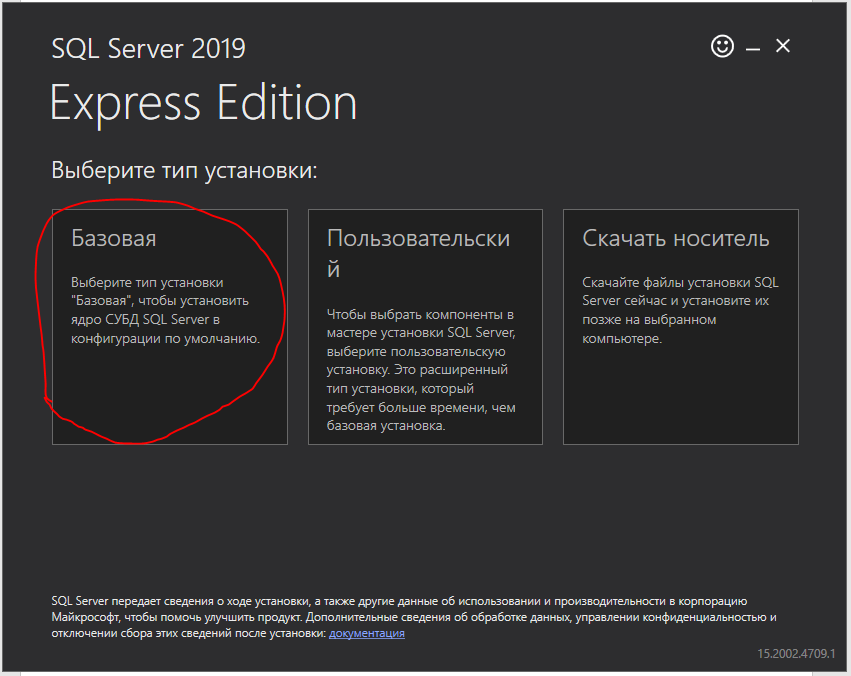 SQL Server 2019
Express Edition
Выберите тип установки:
Базовая
Выберите тип установки
"Базовая", чтобы установить
ядро СУБД SQL Server в
конфигурации по умолчанию.
Пользовательски
й
Чтобы выбрать компоненты в
мастере установки SQL Server,
выберите пользовательскую
установку. Это расширенный
тип установки, который
требует больше времени, чем
базовая установка.
Скачать носитель
Скачайте файлы установки SQL
Server сейчас и установите их
позже на выбранном
компьютере.
SQL Server передает сведения о ходе установки, а также другие данные об использовании и производительности в корпорацию
Майкрософт, чтобы помочь улучшить продукт. Дополнительные сведения об обработке данных, управлении конфиденциальностью и
отключении сбора этих сведений после установки: документация
15.2002.4709.1